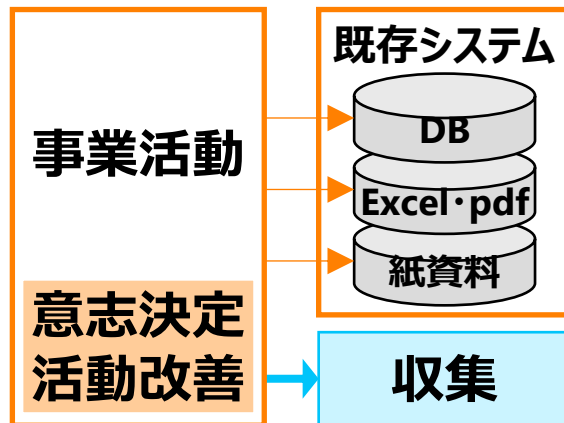 事業活動
意志決定
活動改善
既存システム
DB
Excel･pdf
紙資料
収集